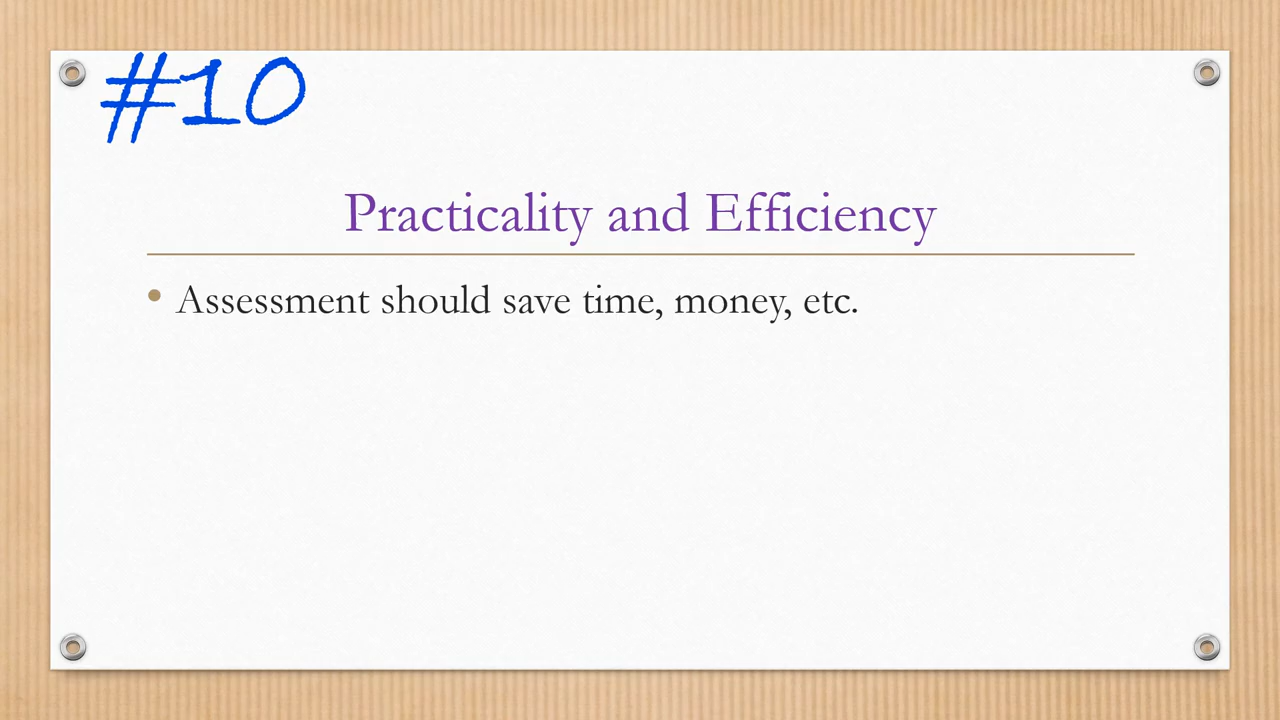 #10
Practicality and Efficiency
• Assessment should save time, money, etc.